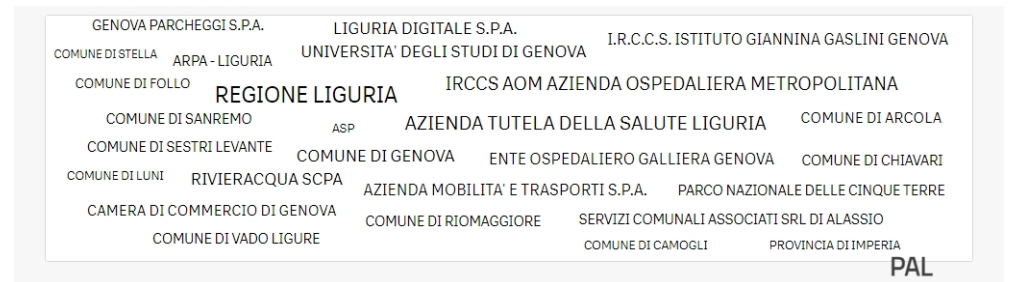 GENOVA PARCHEGGI S.P.A.
LIGURIA DIGITALE S.P.A.
I.R.C.C.S. ISTITUTO GIANNINA GASLINI GENOVA
COMUNE DI STELLA
ARPA - LIGURIA
UNIVERSITA' DEGLI STUDI DI GENOVA
COMUNE DI FOLLO
REGIONE LIGURIA
IRCCS AOM AZIENDA OSPEDALIERA METROPOLITANA
COMUNE DI SANREMO
ASP
AZIENDA TUTELA DELLA SALUTE LIGURIA
COMUNE DI ARCOLA
COMUNE DI SESTRI LEVANTE
COMUNE DI GENOVA
ENTE OSPEDALIERO GALLIERA GENOVA
COMUNE DI CHIAVARI
COMUNE DI LUNI
RIVIERACQUA SCPA
AZIENDA MOBILITA' E TRASPORTI S.P.A.
PARCO NAZIONALE DELLE CINQUE TERRE
CAMERA DI COMMERCIO DI GENOVA
COMUNE DI RIOMAGGIORE
SERVIZI COMUNALI ASSOCIATI SRL DI ALASSIO
COMUNE DI VADO LIGURE
COMUNE DI CAMOGLI
PROVINCIA DI IMPERIA
PAL